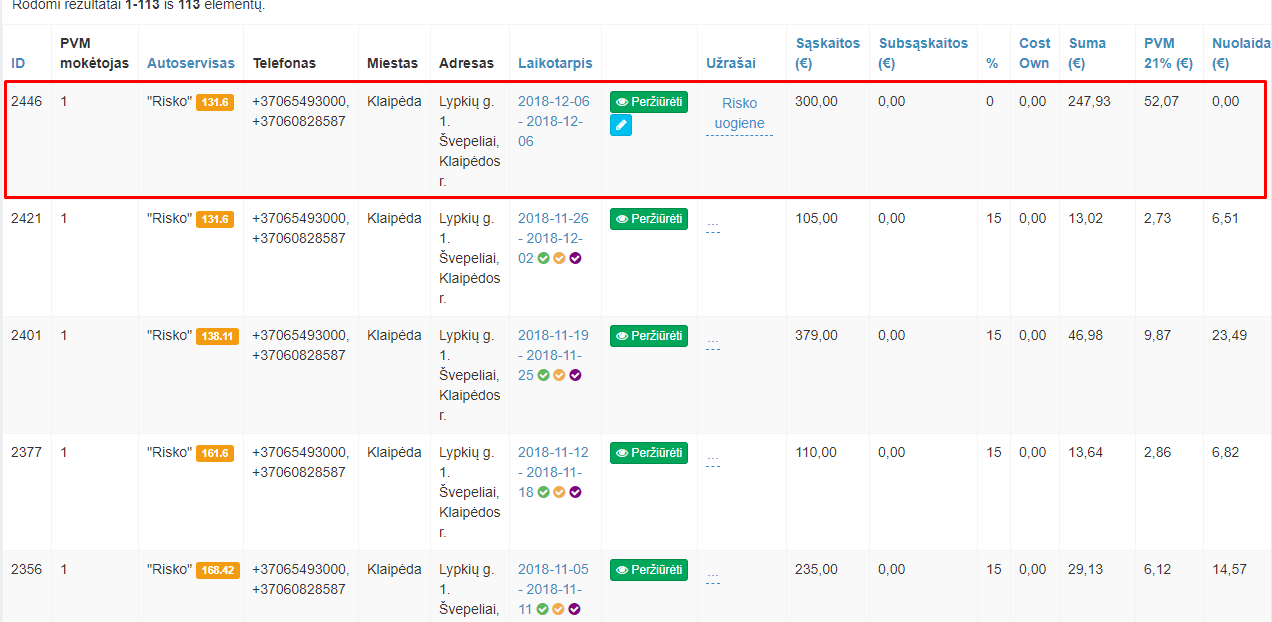 Rodomi rezultatai 1-113 iš 113 elementų.
ID PVM mokėtojas Autoservisas Telefonas Miestas Adresas Laikotarpis Užrašai Sąskaitos (€) Subsąskaitos (€) % Cost Own Suma (€) PVM 21% (€) Nuolaida (€)
2446 1 "Risko" 131.6 +37065493000, Klaipėda Lypkių g. 2018-12-06 Peržiūrėti Risko 300,00 0,00 0 0,00 247,93 52,07 0,00
+37060828587 1. - 2018-12- uogiene
Švepeliai, 06
Klaipėdos
r.
2421 1 "Risko" 131.6 +37065493000, Klaipėda Lypkių g. 2018-11-26 Peržiūrėti ... 105,00 0,00 15 0,00 13,02 2,73 6,51
+37060828587 1. - 2018-12-
Švepeliai, 02
Klaipėdos
r.
2401 1 "Risko" 138.11 +37065493000, Klaipėda Lypkių g. 2018-11-19 Peržiūrėti ... 379,00 0,00 15 0,00 46,98 9,87 23,49
+37060828587 1. - 2018-11-
Švepeliai, 25
Klaipėdos
r.
2377 1 "Risko" 161.6 +37065493000, Klaipėda Lypkių g. 2018-11-12 Peržiūrėti ... 110,00 0,00 15 0,00 13,64 2,86 6,82
+37060828587 1. - 2018-11-
Švepeliai, 18
Klaipėdos
r.
2356 1 "Risko" 168.42 +37065493000, Klaipėda Lypkių g. 2018-11-05 Peržiūrėti ... 235,00 0,00 15 0,00 29,13 6,12 14,57
+37060828587 1. - 2018-11-
Švepeliai, 11